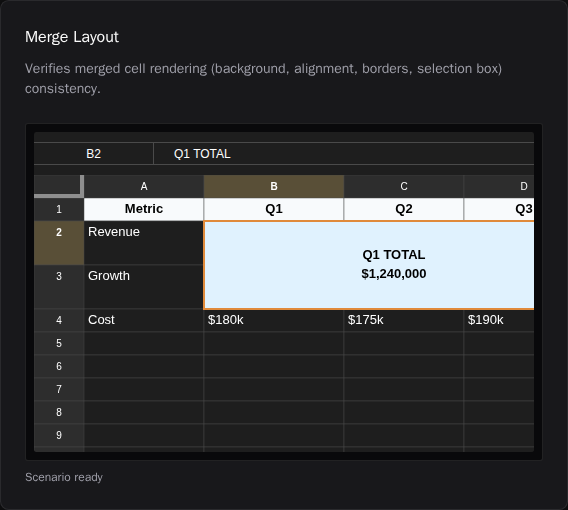 Merge Layout
Verifies merged cell rendering (background, alignment, borders, selection box)
consistency.
B2 Q1 TOTAL
A B C D
1 Metric Q1 Q2 Q3
2 Revenue
Q1 TOTAL
$1,240,000
3 Growth
4 Cost $180k $175k $190k
5
6
7
8
9
Scenario ready